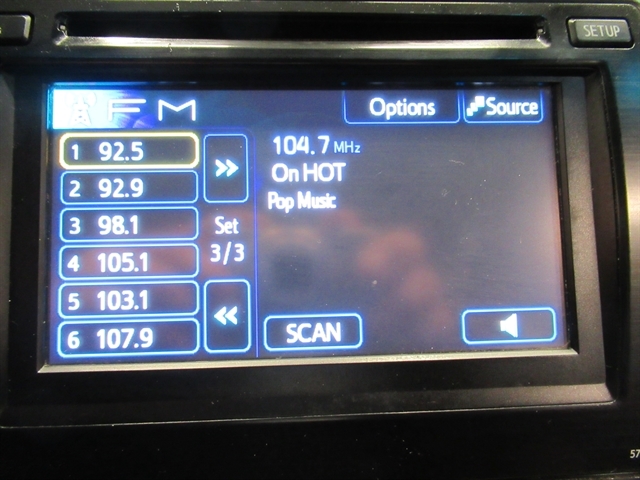 SETUP
FM
Options
Source
1 92.5
2 92.9
3 98.1
4 105.1
5 103.1
6 107.9
Set
3/3
104.7 MHz
On HOT
Pop Music
SCAN
57